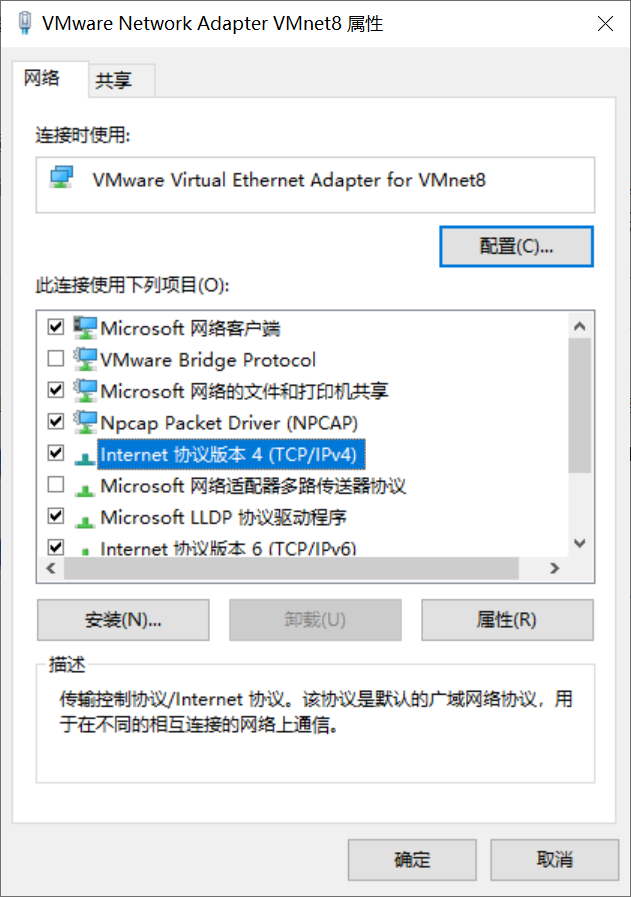 VMware Network Adapter VMnet8 属性
网络
共享
连接时使用:
VMware Virtual Ethernet Adapter for VMnet8
配置(C)...
此连接使用下列项目(O):
Microsoft 网络客户端
VMware Bridge Protocol
Microsoft 网络的文件和打印机共享
Npcap Packet Driver (NPCAP)
Internet 协议版本 4 (TCP/IPv4)
Microsoft 网络适配器多路传送器协议
Microsoft LLDP 协议驱动程序
Internet 协议版本 6 (TCP/IPv6)
安装(N)...
卸载(U)
属性(R)
描述
传输控制协议/Internet 协议。该协议是默认的广域网络协议，用
于在不同的相互连接的网络上通信。
确定
取消